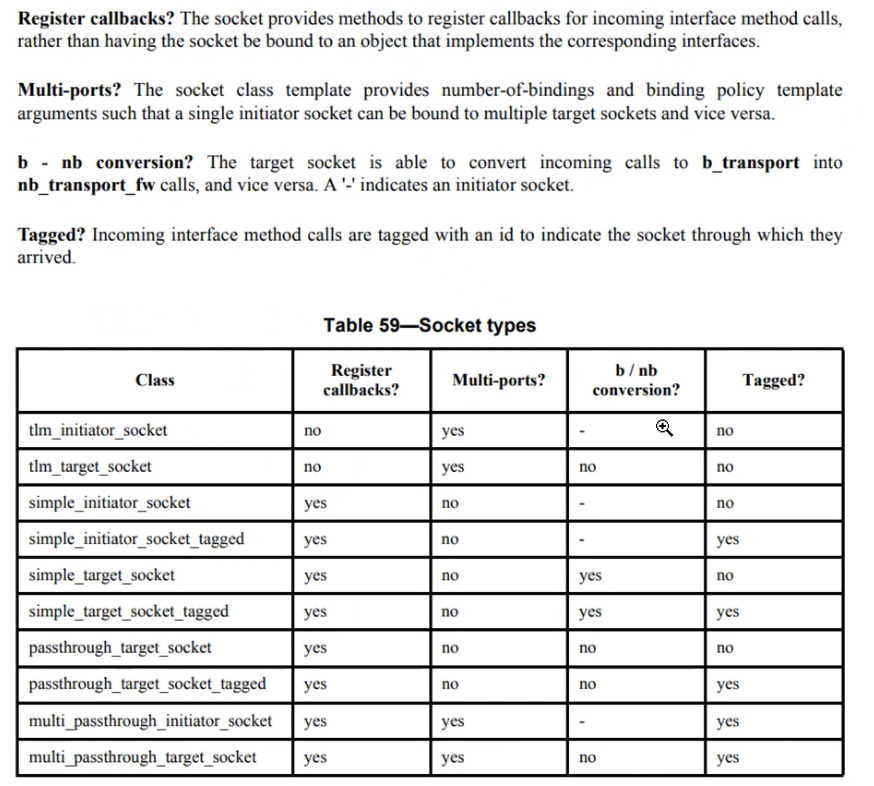 Register callbacks? The socket provides methods to register callbacks for incoming interface method calls,
rather than having the socket be bound to an object that implements the corresponding interfaces.
Multi-ports? The socket class template provides number-of-bindings and binding policy template
arguments such that a single initiator socket can be bound to multiple target sockets and vice versa.
b - nb conversion? The target socket is able to convert incoming calls to b_transport into
nb_transport_fw calls, and vice versa. A '-' indicates an initiator socket.
Tagged? Incoming interface method calls are tagged with an id to indicate the socket through which they
arrived.
Table 59—Socket types
Class Register callbacks? Multi-ports? b / nb conversion? Tagged?
tlm_initiator_socket no yes - no
tlm_target_socket no yes no no
simple_initiator_socket yes no - no
simple_initiator_socket_tagged yes no - yes
simple_target_socket yes no yes no
simple_target_socket_tagged yes no yes yes
passthrough_target_socket yes no no no
passthrough_target_socket_tagged yes no no yes
multi_passthrough_initiator_socket yes yes - yes
multi_passthrough_target_socket yes yes no yes